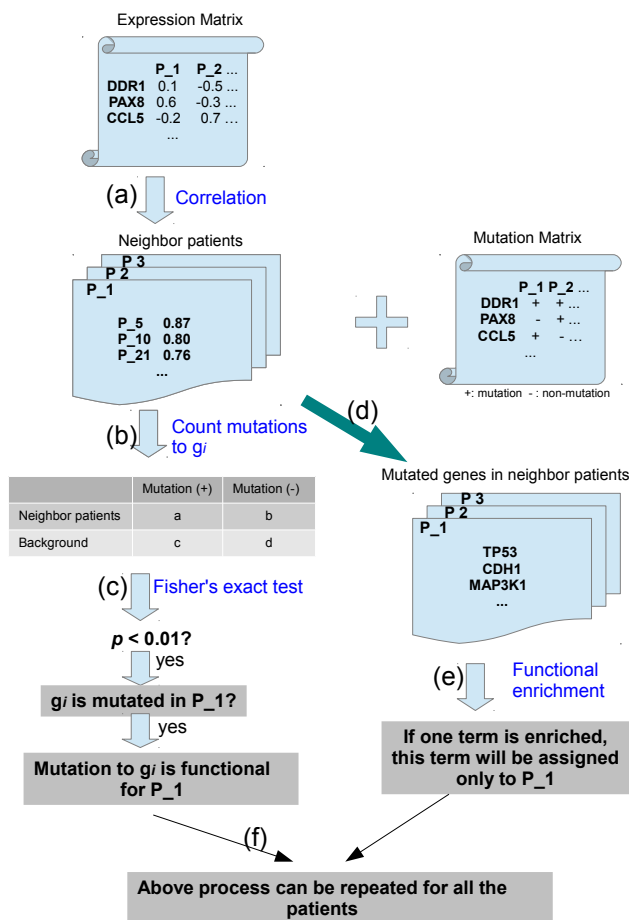 Expression Matrix
P_1 P_2 ...
DDR1 0.1 -0.5 ...
PAX8 0.6 -0.3 ...
CCL5 -0.2 0.7 ...
...
(a) Correlation
Neighbor patients
P 3
P 2
P_1
P_5 0.87
P_10 0.80
P_21 0.76
...
Mutation Matrix
P_1 P_2 ...
DDR1 + + ...
PAX8 - + ...
CCL5 + - ...
...
+: mutation - : non-mutation
(b) Count mutations
to gi
(d)
Mutation (+) Mutation (-)
Neighbor patients a b
Background c d
Mutated genes in neighbor patients
P 3
P 2
P_1
TP53
CDH1
MAP3K1
...
(c) Fisher's exact test
p < 0.01?
yes
gi is mutated in P_1?
yes
Mutation to gi is functional
for P_1
(e) Functional
enrichment
If one term is enriched,
this term will be assigned
only to P_1
(f)
Above process can be repeated for all the
patients